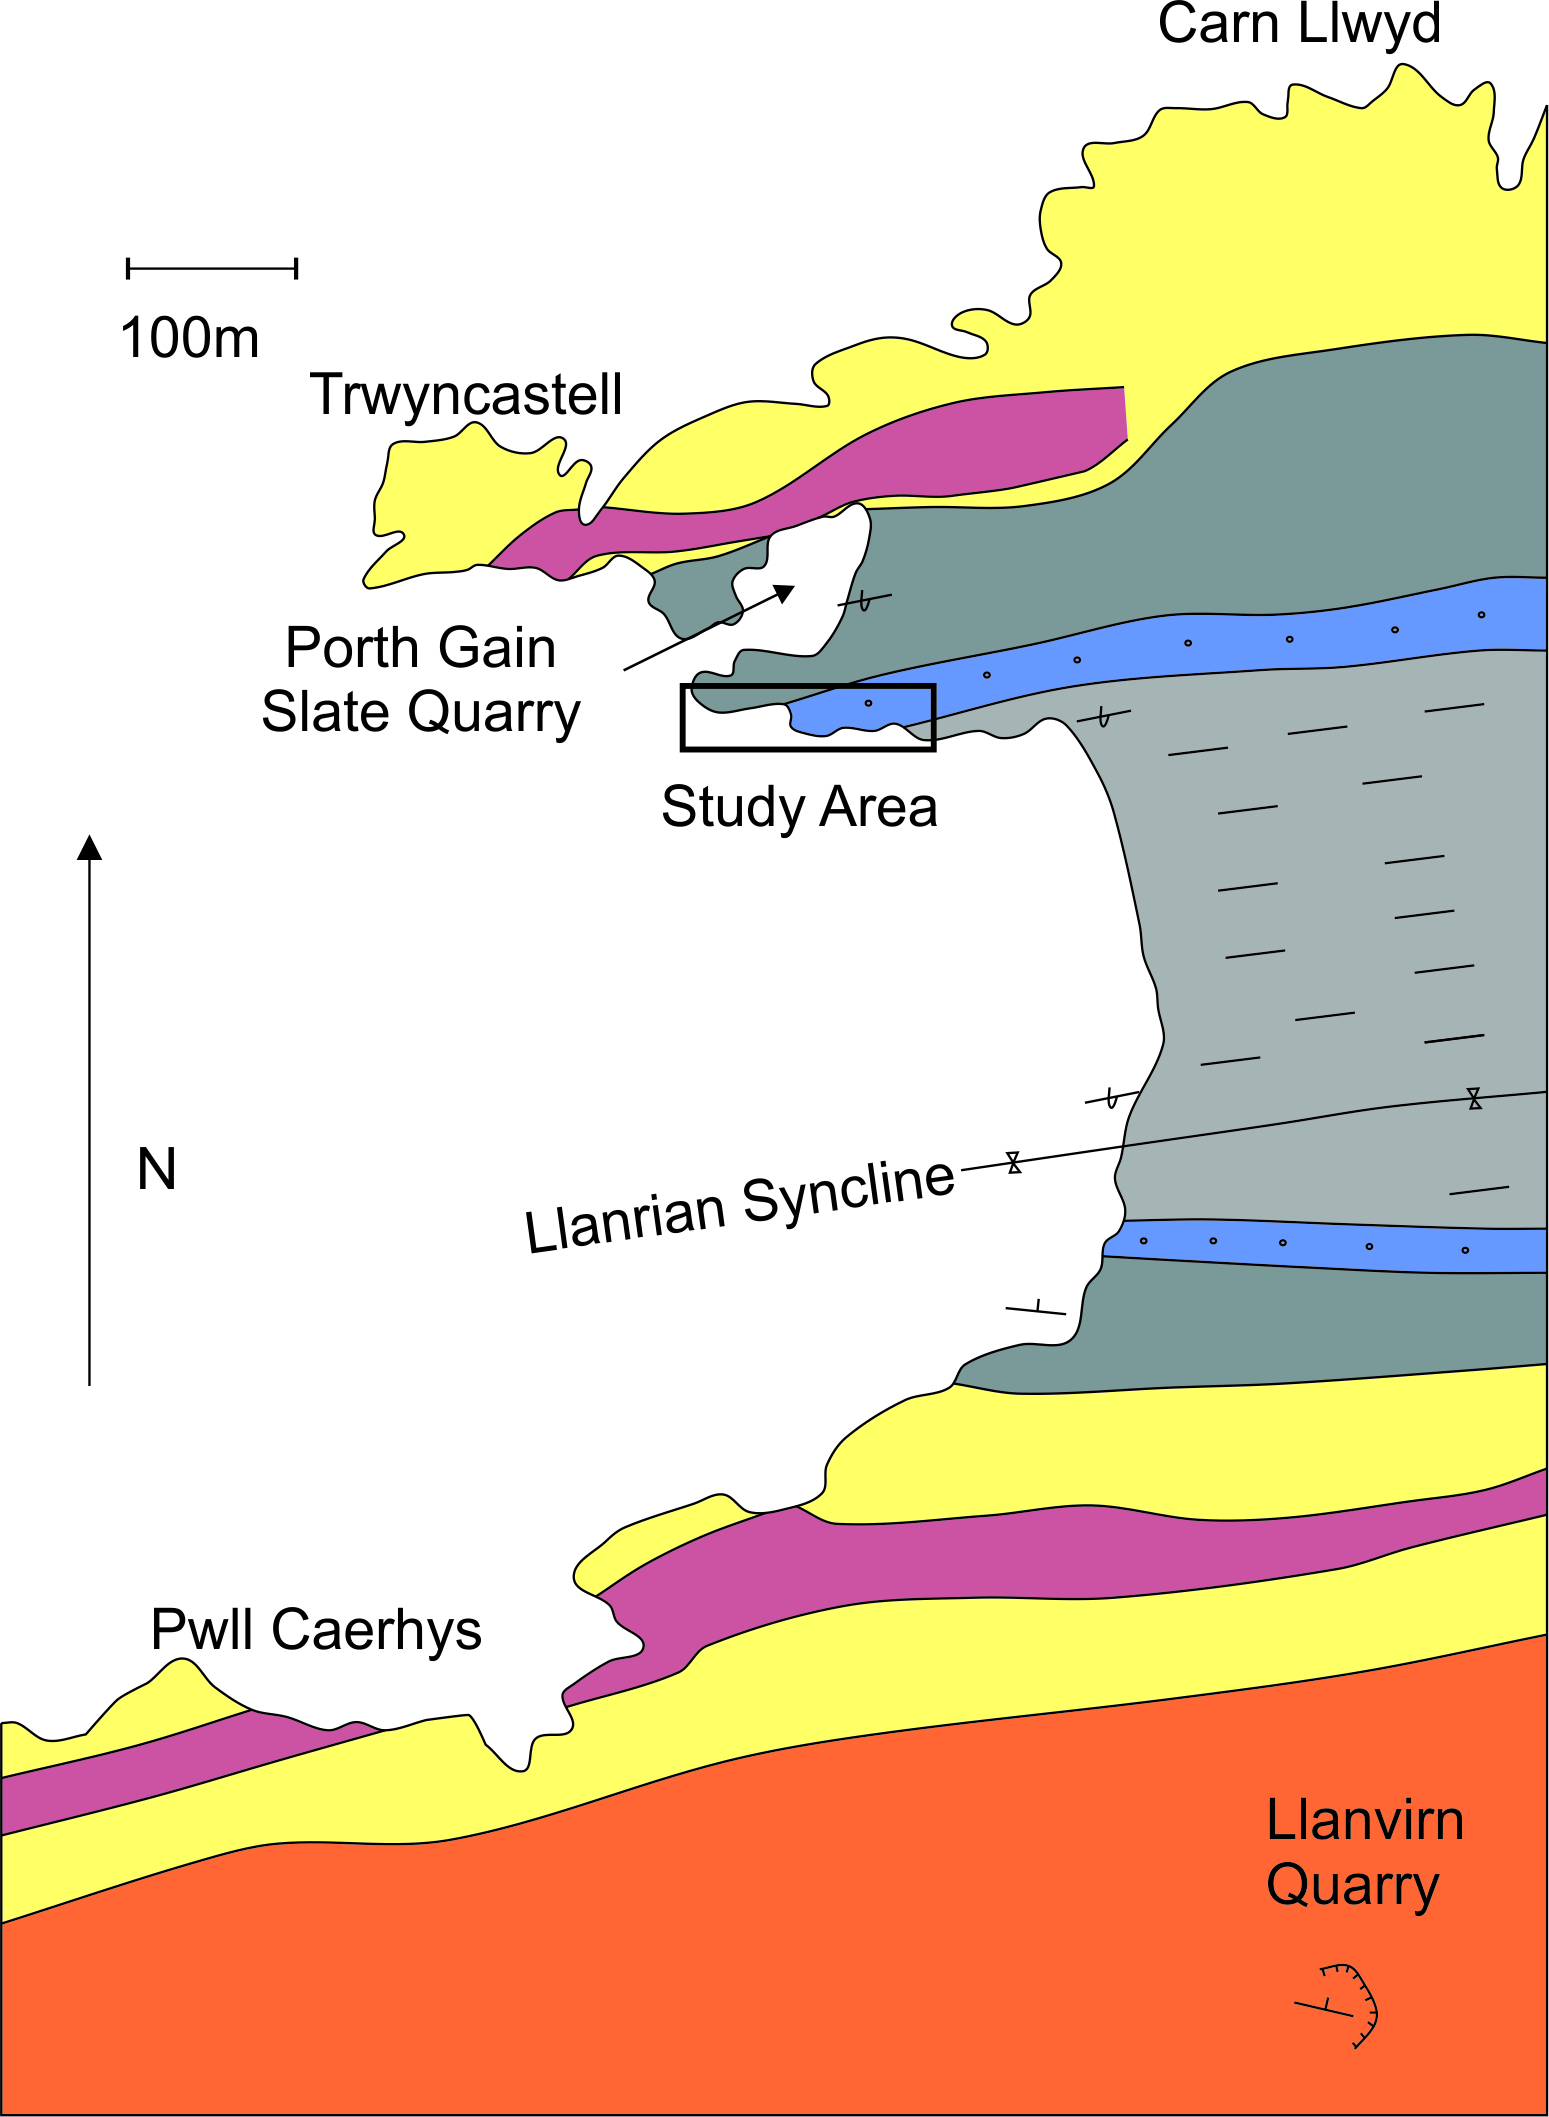 Carn Llwyd
100m
Trwyncastell
Porth Gain
Slate Quarry
Study Area
N
Llanrian Syncline
Pwll Caerhys
Llanvirn
Quarry